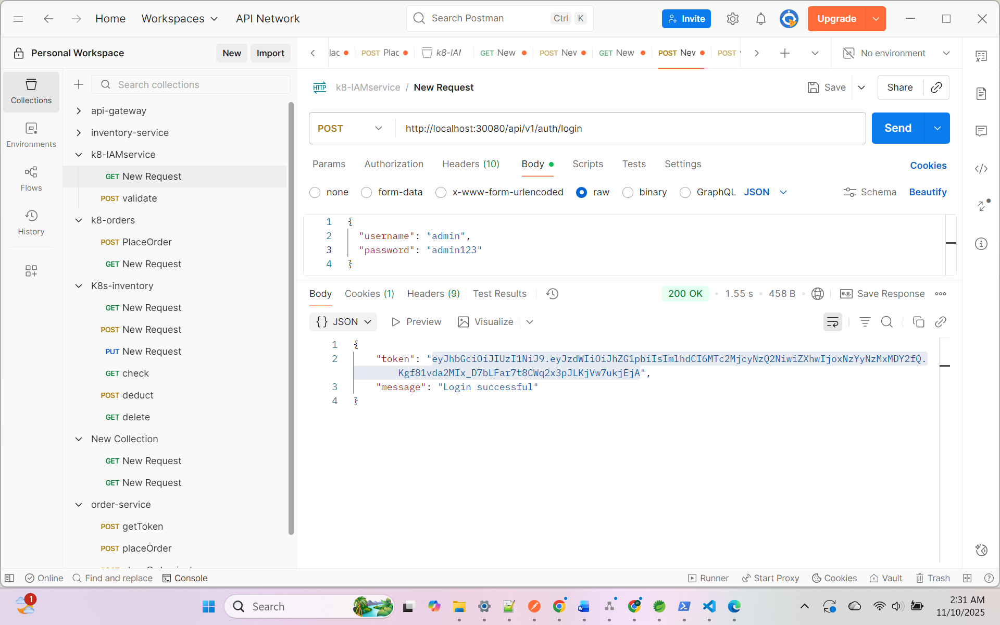 Home
Workspaces
API Network
Search Postman
Ctrl
K
Invite
Upgrade
Personal Workspace
New
Import
lac
POST Plac
k8-IAM
GET New
POST New
GET New
POST New
POST
No environment
Collections
Environments
Flows
History
Search collections
api-gateway
inventory-service
k8-IAMservice
GET New Request
POST validate
k8-orders
POST PlaceOrder
GET New Request
K8s-inventory
GET New Request
POST New Request
PUT New Request
GET check
POST deduct
GET delete
New Collection
GET New Request
GET New Request
order-service
POST getToken
POST placeOrder
HTTP
k8-IAMservice / New Request
Save
Share
POST
http://localhost:30080/api/v1/auth/login
Send
Params
Authorization
Headers (10)
Body
Scripts
Tests
Settings
Cookies
none
form-data
x-www-form-urlencoded
raw
binary
GraphQL
JSON
Schema
Beautify
1 {
2 "username": "admin",
3 "password": "admin123"
4 }
Body
Cookies (1)
Headers (9)
Test Results
200 OK
1.55 s
458 B
e.g.
Save Response
{} JSON
Preview
Visualize
1 {
2 "token": "eyJhbGciOiJIUzI1NiJ9.eyJzdWIiOiJhZG1pbiIsImlhdCI6MTc2MjcyNzQ2NiwiZXhwIjoxNzYyNzMxMDY2fQ.
Kgf81vda2MIx_D7bLFar7t8CWq2x3pJLKjVw7ukjEjA",
3 "message": "Login successful"
4 }
Online
Find and replace
Console
Runner
Start Proxy
Cookies
Vault
Trash
1
Search
2:31 AM
11/10/2025